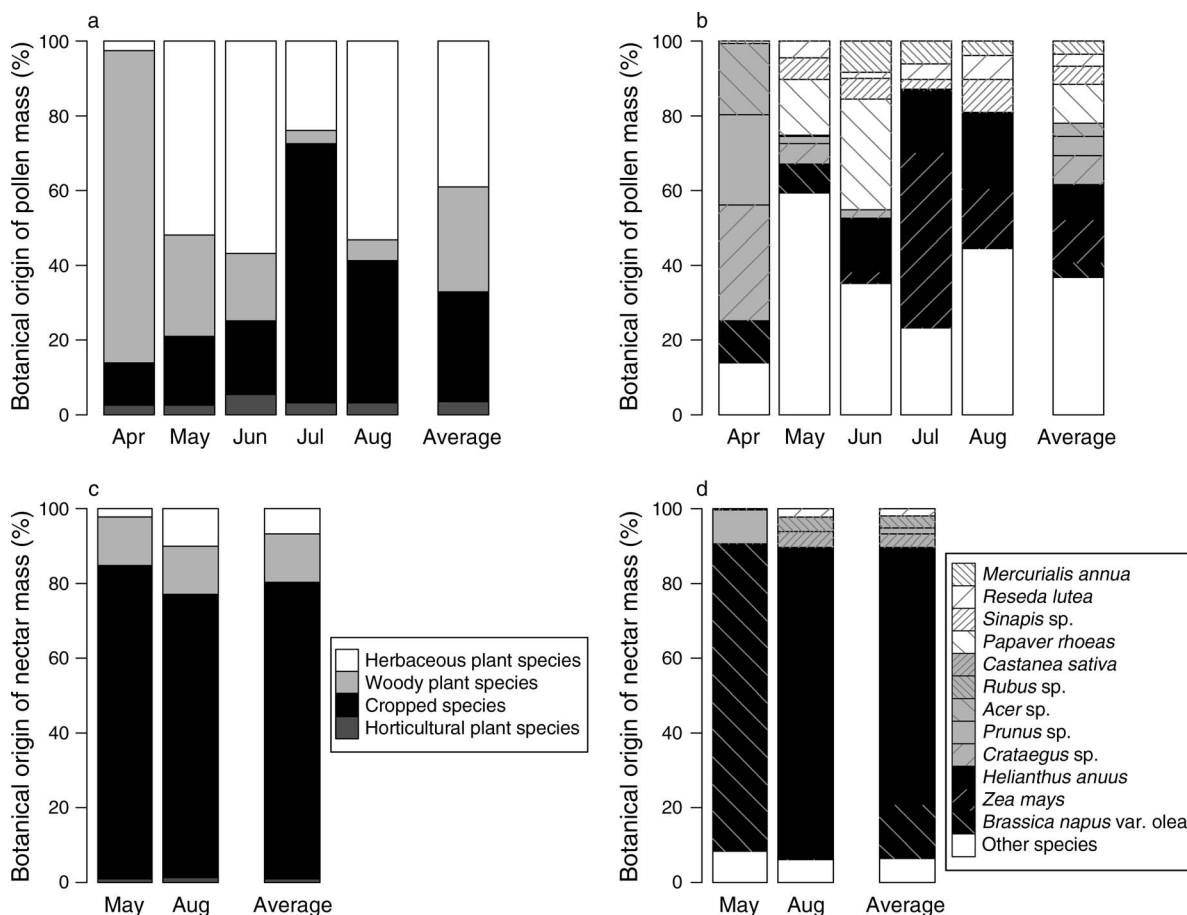 a
Botanical origin of pollen mass (%)
100
80
60
40
20
0
Apr May Jun Jul Aug Average
b
Botanical origin of pollen mass (%)
100
80
60
40
20
0
Apr May Jun Jul Aug Average
c
Botanical origin of nectar mass (%)
100
80
60
40
20
0
May Aug Average
Herbaceous plant species
Woody plant species
Cropped species
Horticultural plant species
d
Botanical origin of nectar mass (%)
100
80
60
40
20
0
May Aug Average
Mercurialis annua
Reseda lutea
Sinapis sp.
Papaver rhoeas
Castanea sativa
Rubus sp.
Acer sp.
Prunus sp.
Crataegus sp.
Helianthus anuus
Zea mays
Brassica napus var. olea
Other species